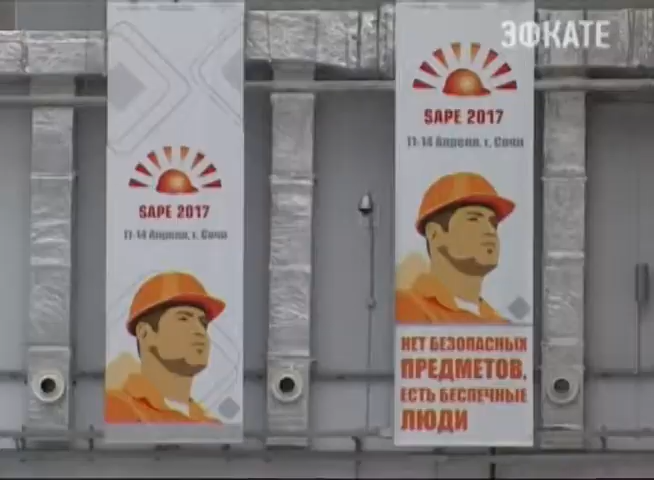 ЭФКАТЕ
SAPE 2017
11-14 Апреля, г. Сочи
SAPE 2017
11-14 Апреля, г. Сочи
НЕТ БЕЗОПАСНЫХ
ПРЕДМЕТОВ,
ЕСТЬ БЕСПЕЧНЫЕ
ЛЮДИ